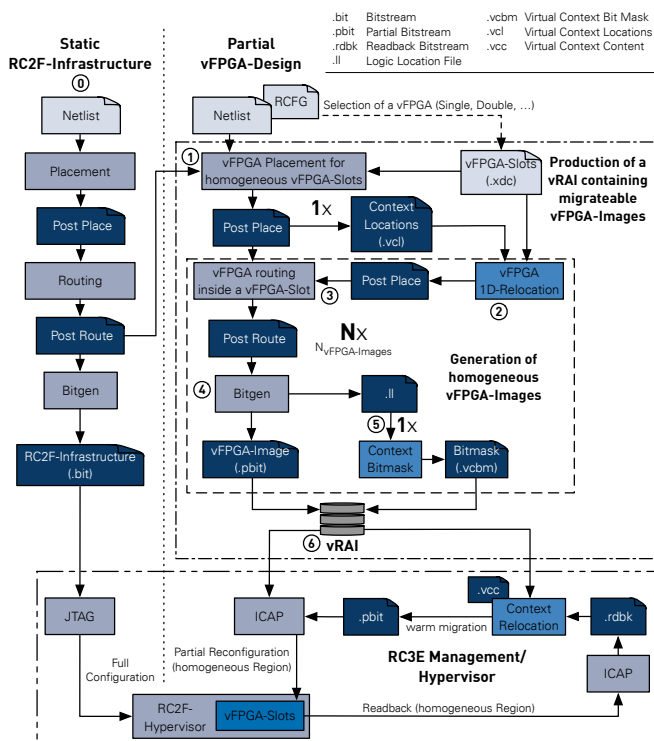 .bit Bitstream
.pbit Partial Bitstream
.rdbk Readback Bitstream
.ll Logic Location File
.vcbm Virtual Context Bit Mask
.vcl Virtual Context Locations
.vcc Virtual Context Content
Static
RC2F-Infrastructure
0
Netlist
Placement
Post Place
Routing
Post Route
Bitgen
RC2F-Infrastructure
(.bit)
Partial
vFPGA-Design
Netlist
RCFG
Selection of a vFPGA (Single, Double, ...)
1
vFPGA Placement for
homogeneous vFPGA-Slots
vFPGA-Slots
(.xdc)
Production of a
vRAI containing
migrateable
vFPGA-Images
Post Place
1x
Context
Locations
(.vcl)
vFPGA routing
inside a vFPGA-Slot
3
Post Place
vFPGA
1D-Relocation
2
Post Route
Nx
NvFPGA-Images
Generation of
homogeneous
vFPGA-Images
4
Bitgen
.ll
5
1x
vFPGA-Image
(.pbit)
Context
Bitmask
Bitmask
(.vcbm)
6
vRAI
JTAG
ICAP
.pbit
warm migration
.vcc
Context
Relocation
.rdbk
Full
Configuration
Partial Reconfiguration
(homogeneous Region)
RC3E Management/
Hypervisor
ICAP
RC2F-
Hypervisor
vFPGA-Slots
Readback (homogeneous Region)